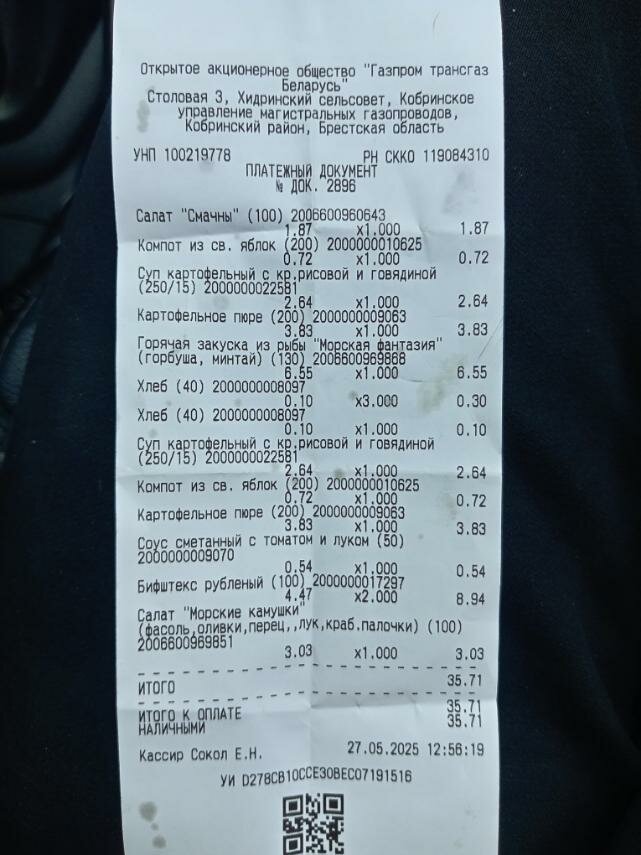 Открытое акционерное общество "Газпром трансгаз
Беларусь"
Столовая 3, Хидринский сельсовет, Кобринское
управление магистральных газопроводов,
Кобринский район, Брестская область
УНП 100219778 РН СККО 119084310
ПЛАТЕЖНЫЙ ДОКУМЕНТ
№ ДОК. 2896
Салат "Смачны" (100) 2006600960643
1.87 x1.000 1.87
Компот из св. яблок (200) 2000000010625
0.72 x1.000 0.72
Суп картофельный с кр.рисовой и говядиной
(250/15) 2000000022581
2.64 x1.000 2.64
Картофельное пюре (200) 2000000009063
3.83 x1.000 3.83
Горячая закуска из рыбы "Морская фантазия"
(горбуша, минтай) (130) 2006600969868
6.55 x1.000 6.55
Хлеб (40) 2000000008097
0.10 x3.000 0.30
Хлеб (40) 2000000008097
0.10 x1.000 0.10
Суп картофельный с кр.рисовой и говядиной
(250/15) 2000000022581
2.64 x1.000 2.64
Компот из св. яблок (200) 2000000010625
0.72 x1.000 0.72
Картофельное пюре (200) 2000000009063
3.83 x1.000 3.83
Соус сметанный с томатом и луком (50)
2000000009070
0.54 x1.000 0.54
Бифштекс рубленый (100) 2000000017297
4.47 x2.000 8.94
Салат "Морские камушки"
(фасоль,оливки,перец,,лук,краб.палочки) (100)
2006600969851
3.03 x1.000 3.03
ИТОГО 35.71
ИТОГО К ОПЛАТЕ 35.71
НАЛИЧНЫМИ 35.71
Кассир Сокол Е.Н. 27.05.2025 12:56:19
УИ D278CB10CCE30BEC07191516